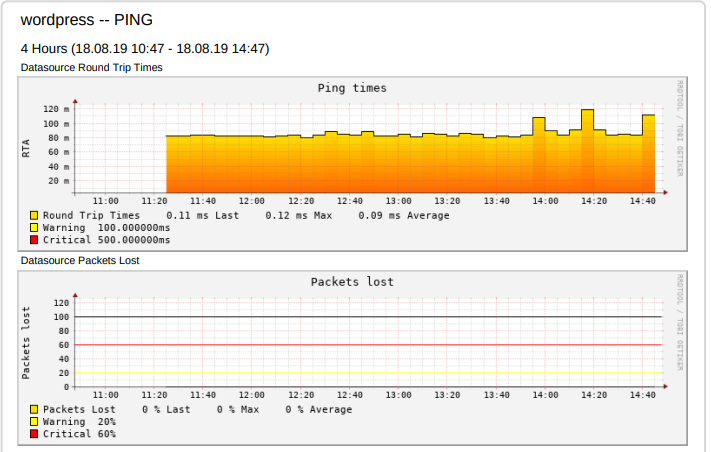 wordpress -- PING
4 Hours (18.08.19 10:47 - 18.08.19 14:47)
Datasource Round Trip Times
Ping times
RRDTOOL / TOBI OETIKER
RTA
120 m
100 m
80 m
60 m
40 m
20 m
11:00 11:20 11:40 12:00 12:20 12:40 13:00 13:20 13:40 14:00 14:20 14:40
Round Trip Times 0.11 ms Last 0.12 ms Max 0.09 ms Average
Warning 100.000000ms
Critical 500.000000ms
Datasource Packets Lost
Packets lost
RRDTOOL / TOBI OETIKER
Packets lost
120
100
80
60
40
20
0
11:00 11:20 11:40 12:00 12:20 12:40 13:00 13:20 13:40 14:00 14:20 14:40
Packets Lost 0 % Last 0 % Max 0 % Average
Warning 20%
Critical 60%